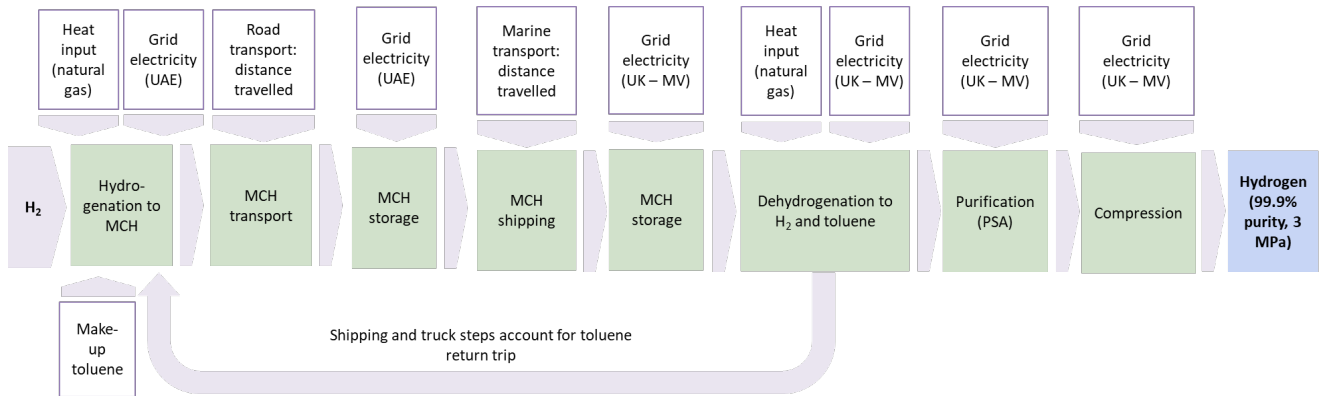 Heat
input
(natural
gas)
Grid
electricity
(UAE)
Road
transport:
distance
travelled
Grid
electricity
(UAE)
Marine
transport:
distance
travelled
Grid
electricity
(UK – MV)
Heat
input
(natural
gas)
Grid
electricity
(UK – MV)
Grid
electricity
(UK – MV)
Grid
electricity
(UK – MV)
H₂
Hydro-
genation to
MCH
MCH
transport
MCH
storage
MCH
shipping
MCH
storage
Dehydrogenation to
H₂ and toluene
Purification
(PSA)
Compression
Hydrogen
(99.9%
purity, 3
MPa)
Make-
up
toluene
Shipping and truck steps account for toluene
return trip